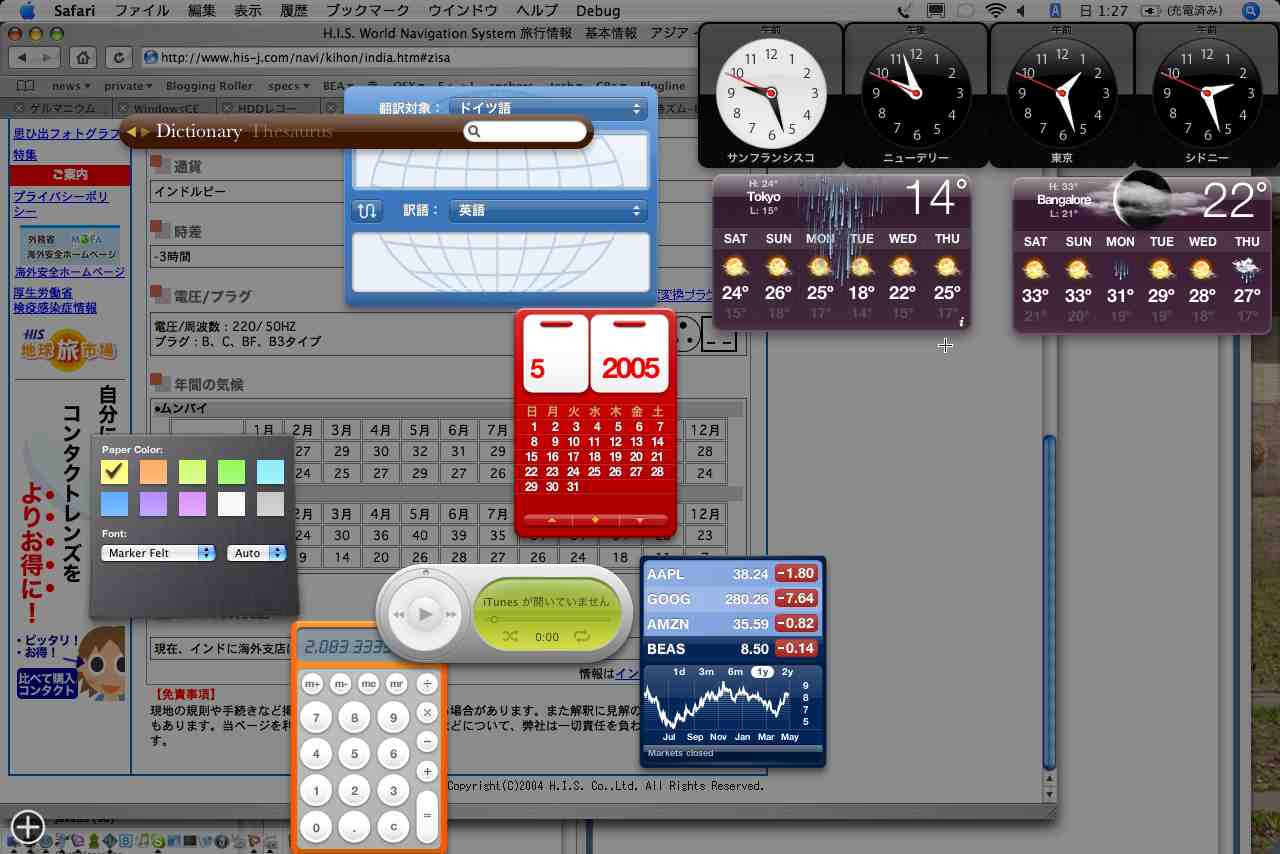 Safari ファイル 編集 表示 履歴 ブックマーク ウインドウ ヘルプ Debug
A 日 1:27 (充電済み)
H.I.S. World Navigation System 旅行情報 基本情報 アジア
http://www.his-j.com/navi/kihon/india.htm#zisa
news private Blogging Roller specs
ゲルマニウム WindowsCE HDDレコー
翻訳対象： ドイツ語
Dictionary Thesaurus
訳語： 英語
午前 午後 午前 午前
サンフランシスコ ニューデリー 東京 シドニー
H: 24° Tokyo L: 15° 14°
SAT SUN MON TUE WED THU
24° 26° 25° 18° 22° 25°
15° 18° 17° 14° 15° 17°
H: 33° Bangalore L: 21° 22°
SAT SUN MON TUE WED THU
33° 33° 31° 29° 28° 27°
21° 20° 19° 19° 19° 17°
思ひ出フォトグラフ
特集
ご案内
プライバシーポリ
シー
外務省 MOFA
海外安全ホームページ
海外安全ホームページ
厚生労働省
検疫感染症情報
HIS
地球旅市場
自分に
コンタクトレンズを
よりお得に！
・ピッタリ！
・お得！
比べて購入
コンタクト
通貨
インドルピー
時差
-3時間
電圧/プラグ
電圧/周波数：220/ 50HZ
プラグ：B、C、BF、B3タイプ
年間の気候
●ムンバイ
1月 2月 3月 4月 5月 6月 7月 12月
27 29 30 32 31 29 28
24 25 27 29 27 26 24
2月 3月 4月 5月 6月 7月 12月
24 30 36 40 39 35 23
9 14 20 26 28 27 26 24 18 11 7
5 2005
日 月 火 水 木 金 土
1 2 3 4 5 6 7
8 9 10 11 12 13 14
15 16 17 18 19 20 21
22 23 24 25 26 27 28
29 30 31
Paper Color:
Font:
Marker Felt Auto
iTunes が開いていません
0:00
AAPL 38.24 −1.80
GOOG 280.26 −7.64
AMZN 35.59 −0.82
BEAS 8.50 −0.14
1d 3m 6m 1y 2y
9
8
7
5
Jul Sep Nov Jan Mar May
Markets closed
2,083.3335
m+ m- mc mr ÷
7 8 9 ×
4 5 6 −
1 2 3 +
0 . c =
現在、インドに海外支店
情報はイン
【免責事項】
現地の規則や手続きなど掲 場合があります。また解釈に見解の
もあります。当ページを利 などについて、弊社は一切責任を負わ
す。
Copyright(C)2004 H.I.S. Co.,Ltd. All Rights Reserved.